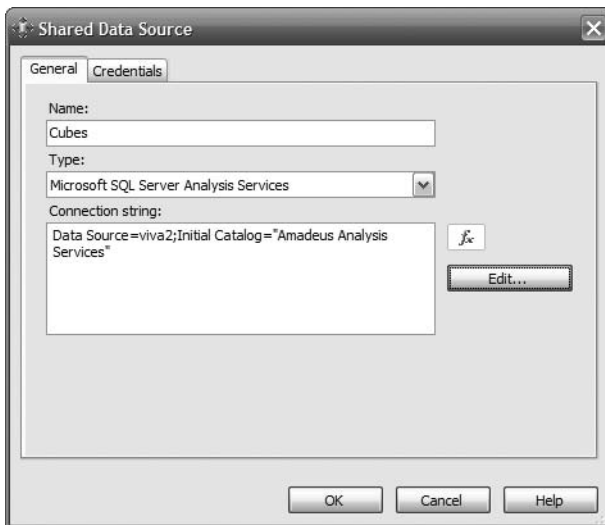 Shared Data Source
General
Credentials
Name:
Cubes
Type:
Microsoft SQL Server Analysis Services
Connection string:
Data Source=viva2;Initial Catalog="Amadeus Analysis
Services"
fx
Edit...
OK
Cancel
Help